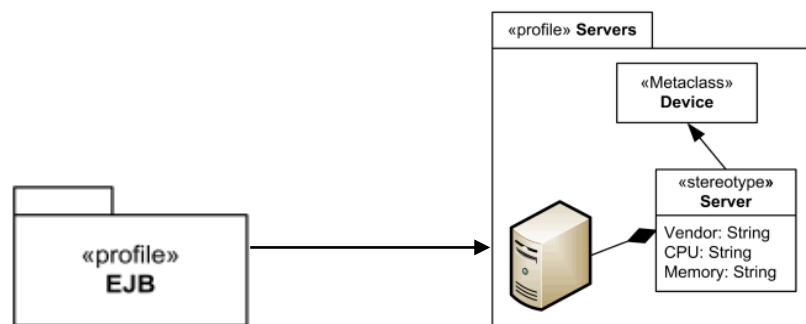 «profile» Servers
«Metaclass»
Device
«stereotype»
Server
Vendor: String
CPU: String
Memory: String
«profile»
EJB